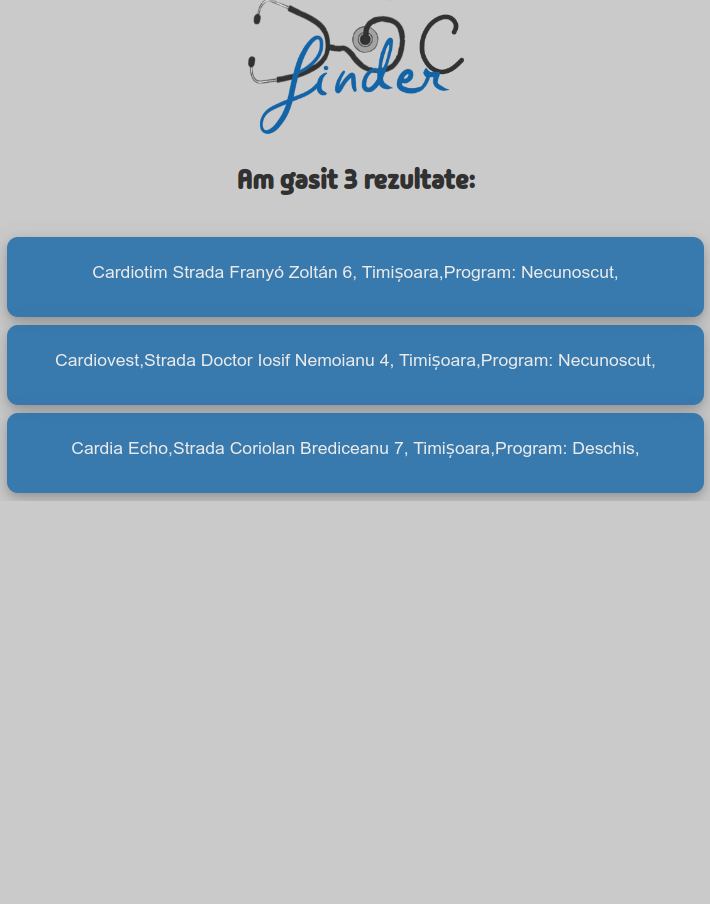 DOC
finder
Am gasit 3 rezultate:
Cardiotim Strada Franyó Zoltán 6, Timișoara,Program: Necunoscut,
Cardiovest,Strada Doctor Iosif Nemoianu 4, Timișoara,Program: Necunoscut,
Cardia Echo,Strada Coriolan Brediceanu 7, Timișoara,Program: Deschis,